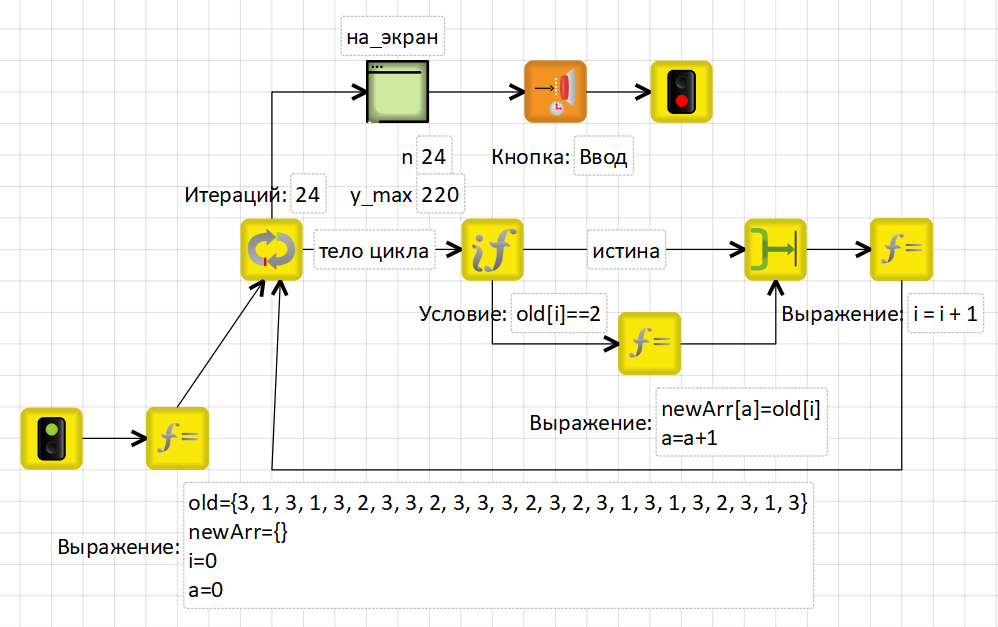 на_экран
n 24
Кнопка: Ввод
Итераций: 24
y_max 220
тело цикла
if
истина
Условие: old[i]==2
f=
Выражение: i = i + 1
f=
Выражение: newArr[a]=old[i]
a=a+1
f=
Выражение: old={3, 1, 3, 1, 3, 2, 3, 3, 2, 3, 3, 3, 2, 3, 2, 3, 1, 3, 1, 3, 2, 3, 1, 3}
newArr={}
i=0
a=0